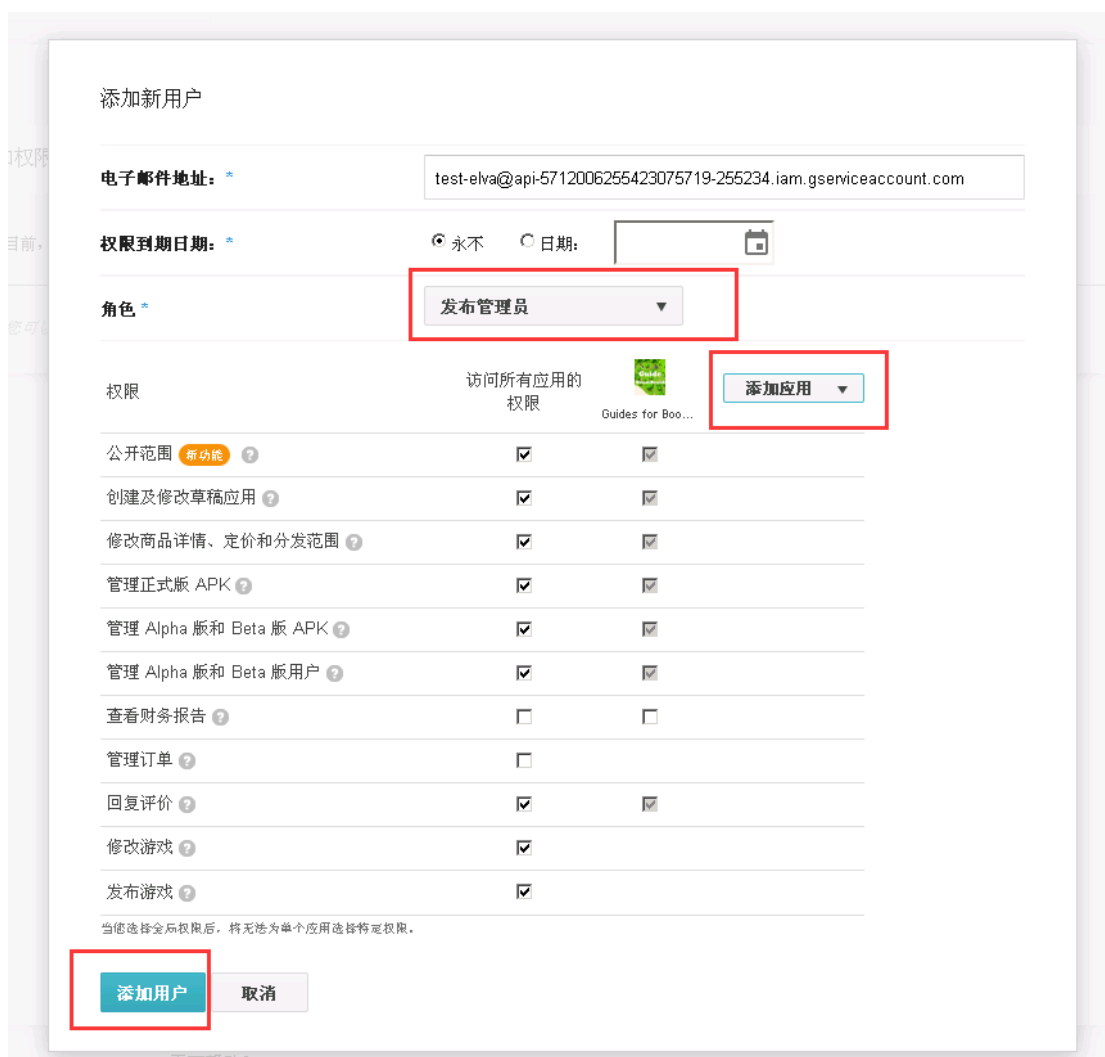 添加新用户
电子邮件地址： * test-elva@api-5712006255423075719-255234.iam.gserviceaccount.com
权限到期日期： * 永不 日期：
角色 * 发布管理员
权限 访问所有应用的权限 Guides for Boo... 添加应用
公开范围 新功能
创建及修改草稿应用
修改商品详情、定价和分发范围
管理正式版 APK
管理 Alpha 版和 Beta 版 APK
管理 Alpha 版和 Beta 版用户
查看财务报告
管理订单
回复评价
修改游戏
发布游戏
当您选择全局权限后，将无法为单个应用选择特定权限。
添加用户 取消